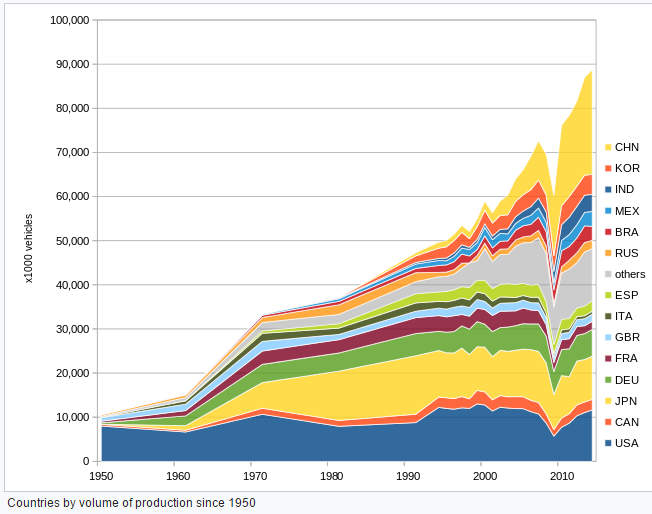 100,000
90,000
80,000
70,000
60,000
50,000
40,000
30,000
20,000
10,000
0
x1000 vehicles
1950 1960 1970 1980 1990 2000 2010
CHN
KOR
IND
MEX
BRA
RUS
others
ESP
ITA
GBR
FRA
DEU
JPN
CAN
USA
Countries by volume of production since 1950